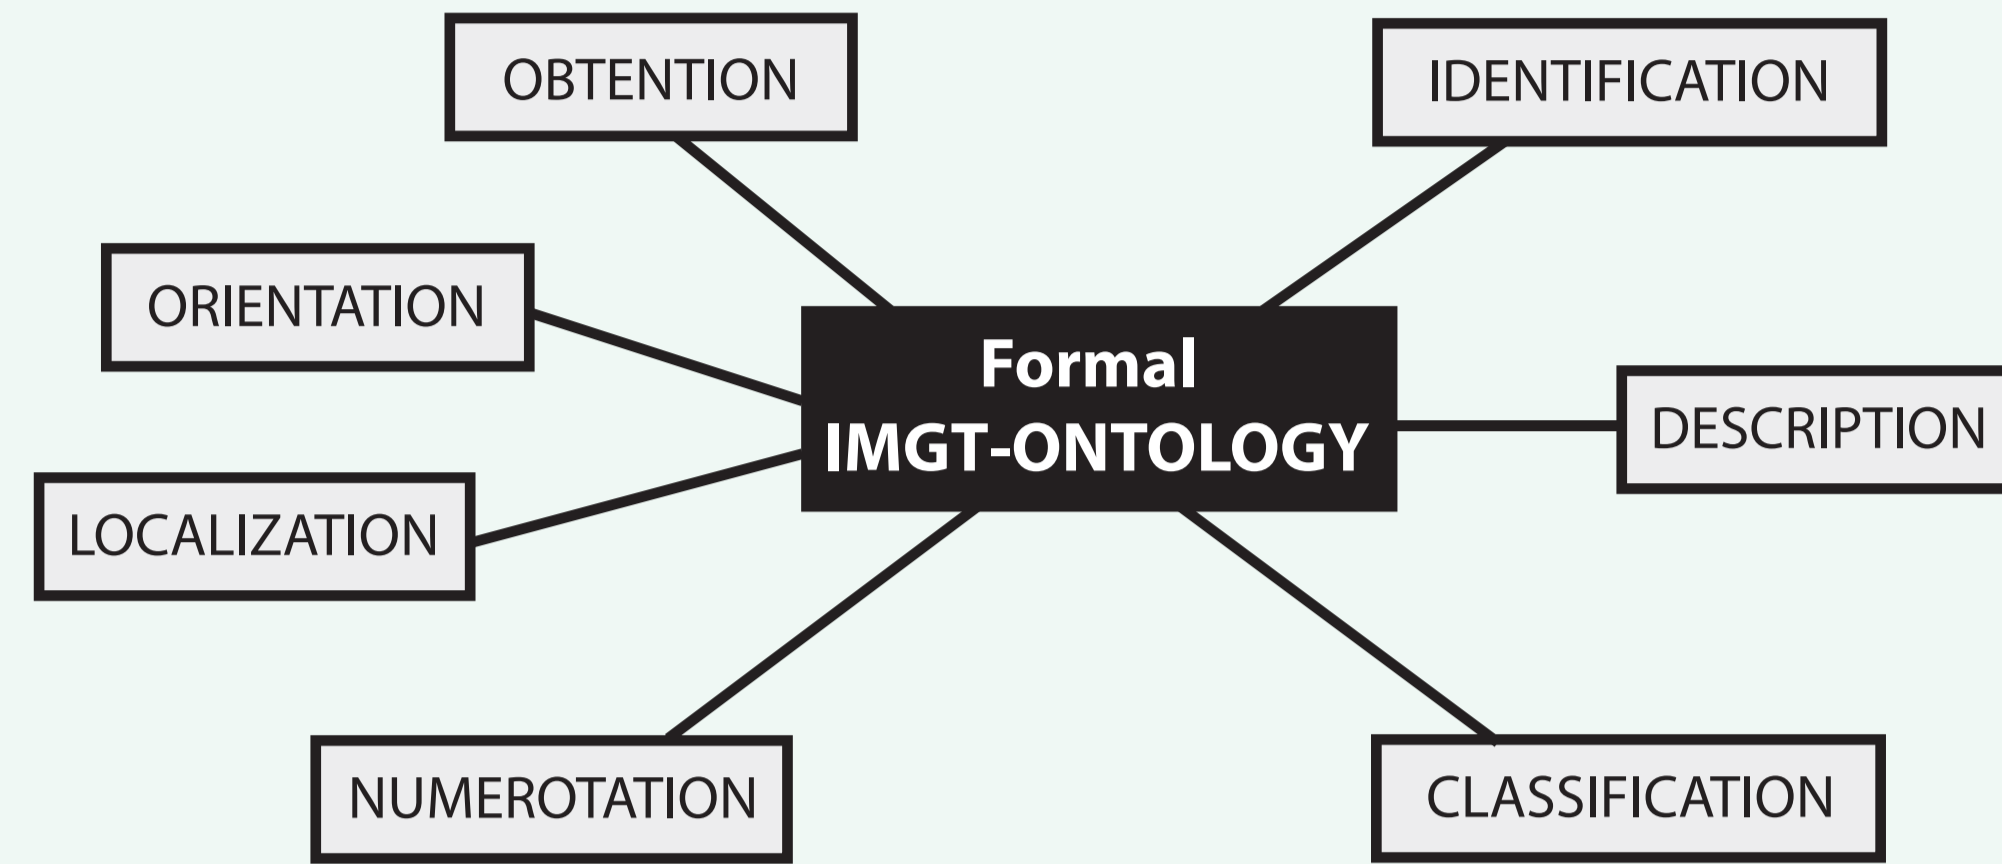 OBTENTION
IDENTIFICATION
ORIENTATION
Formal
IMGT-ONTOLOGY
DESCRIPTION
LOCALIZATION
NUMEROTATION
CLASSIFICATION